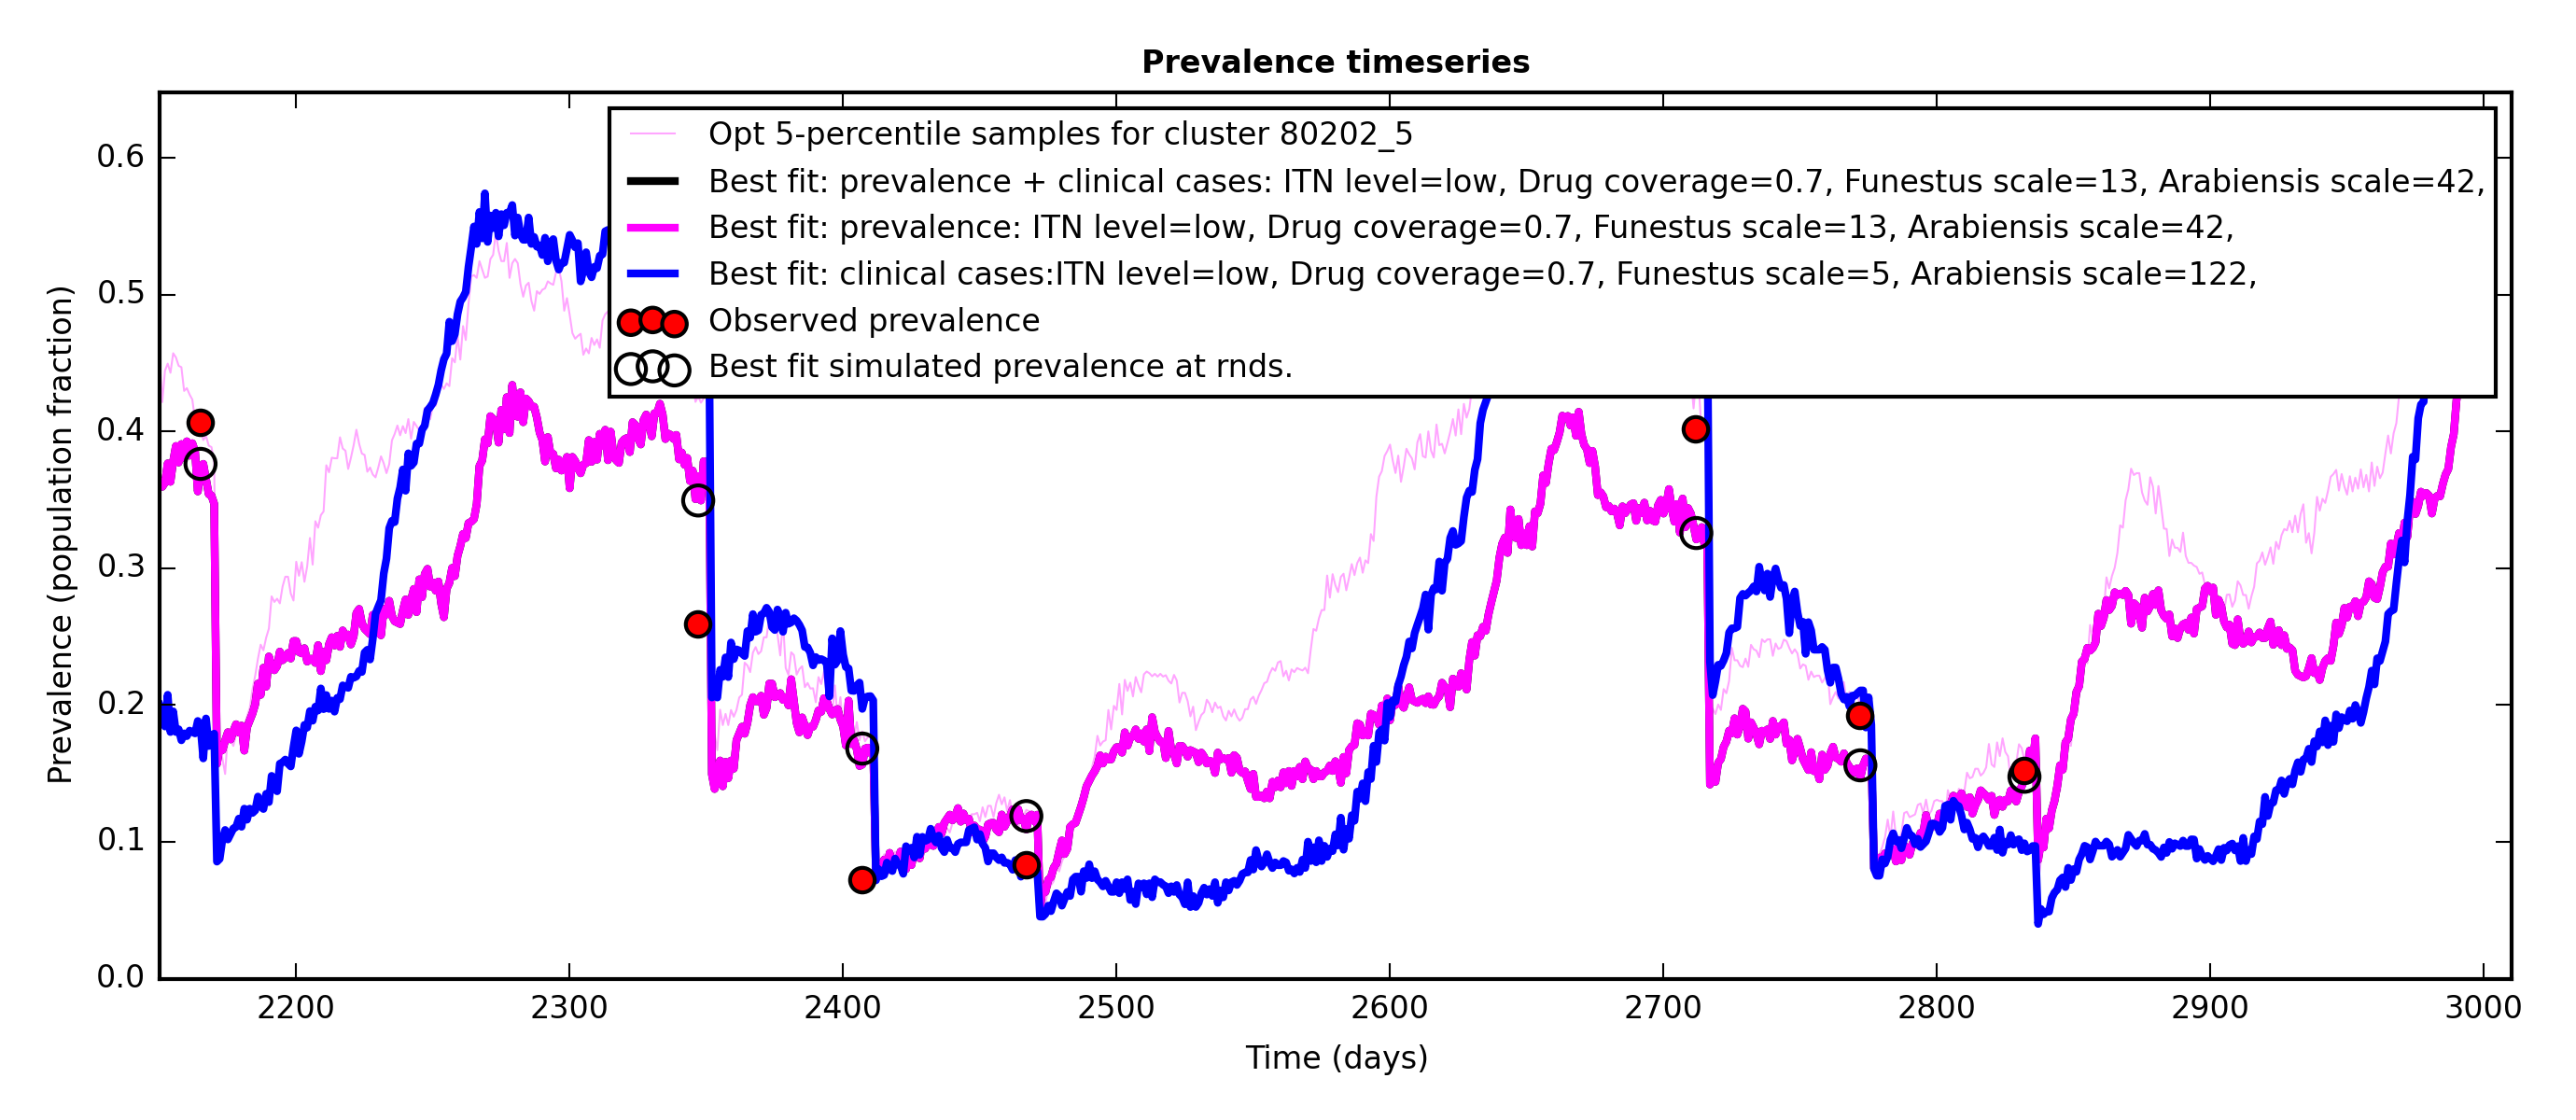 Prevalence timeseries
Opt 5-percentile samples for cluster 80202_5
Best fit: prevalence + clinical cases: ITN level=low, Drug coverage=0.7, Funestus scale=13, Arabiensis scale=42,
Best fit: prevalence: ITN level=low, Drug coverage=0.7, Funestus scale=13, Arabiensis scale=42,
Best fit: clinical cases:ITN level=low, Drug coverage=0.7, Funestus scale=5, Arabiensis scale=122,
Observed prevalence
Best fit simulated prevalence at rnds.
Prevalence (population fraction)
0.6
0.5
0.4
0.3
0.2
0.1
0.0
2200 2300 2400 2500 2600 2700 2800 2900 3000
Time (days)